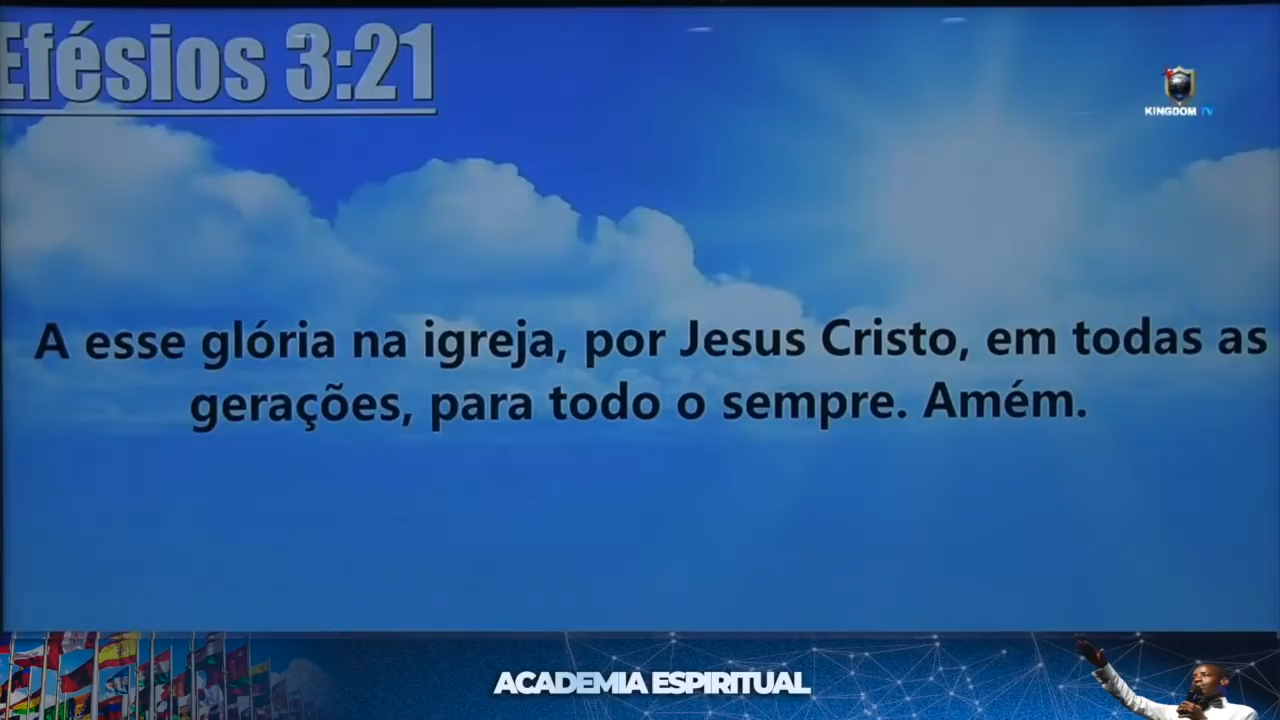 Efésios 3:21
KINGDOM TV
A esse glória na igreja, por Jesus Cristo, em todas as
gerações, para todo o sempre. Amém.
ACADEMIA ESPIRITUAL